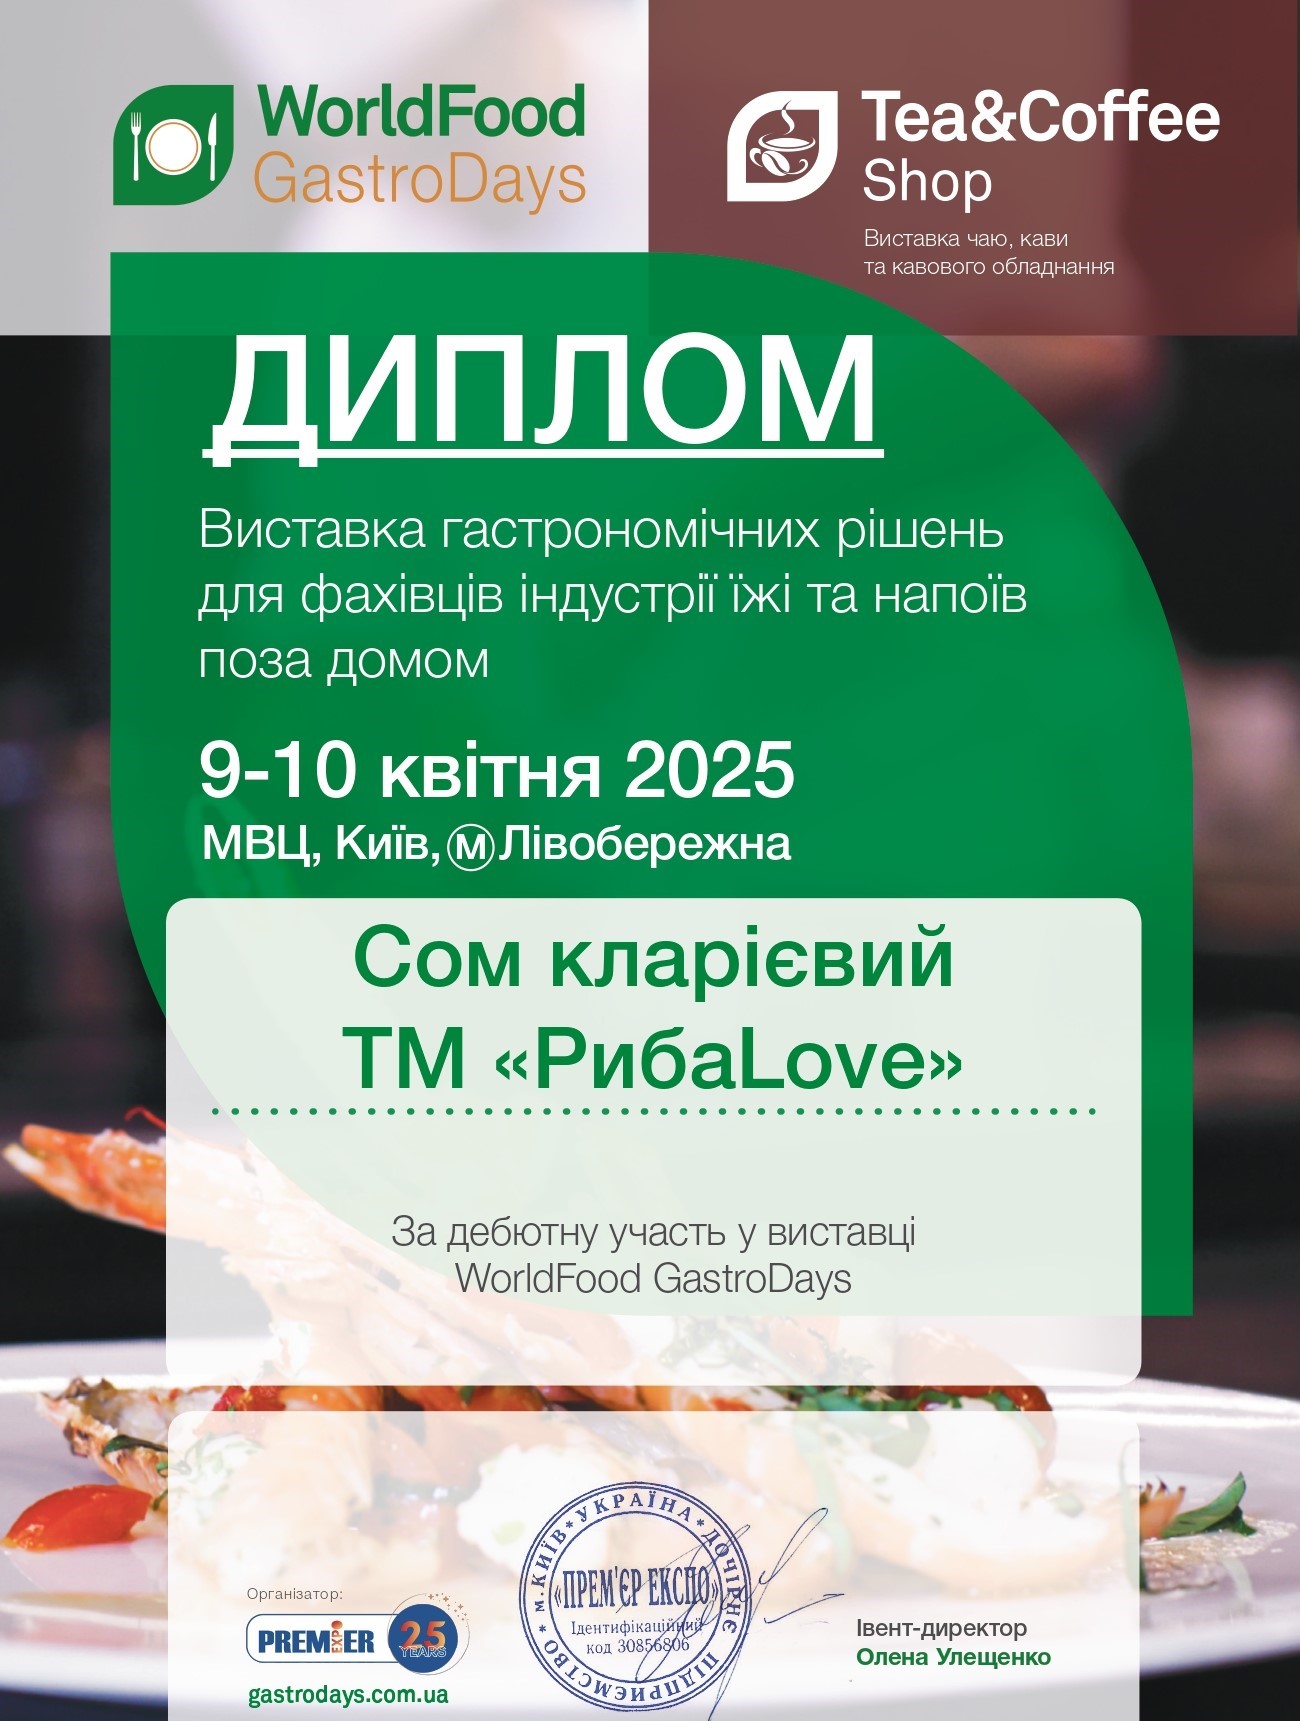 WorldFood
GastroDays
Tea&Coffee
Shop
Виставка чаю, кави
та кавового обладнання
ДИПЛОМ
Виставка гастрономічних рішень
для фахівців індустрії їжі та напоїв
поза домом
9-10 квітня 2025
МВЦ, Київ, М Лівобережна
Сом кларієвий
ТМ «РибаLove»
За дебютну участь у виставці
WorldFood GastroDays
Організатор:
PREMIER EXPO
25
YEARS
gastrodays.com.ua
м.КИЇВ * УКРАЇНА * ДОЧІРНЄ ПІДПРИЄМСТВО *
«ПРЕМ'ЄР ЕКСПО»
Ідентифікаційний
код 30856806
Івент-директор
Олена Улещенко